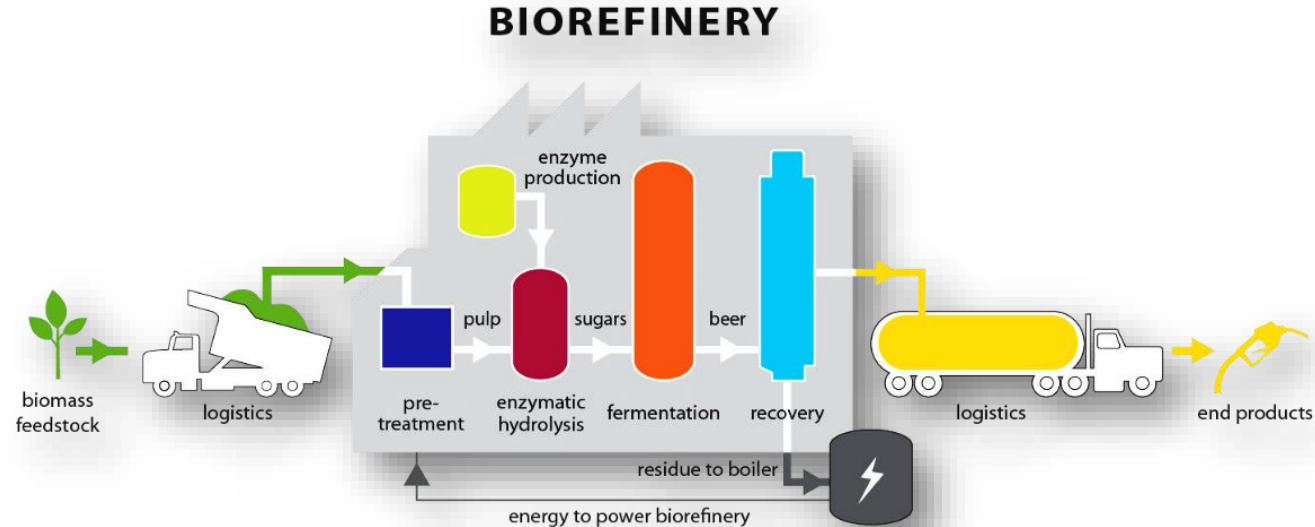 BIOREFINERY
enzyme
production
pulp
sugars
beer
biomass
feedstock
logistics
pre-
treatment
enzymatic
hydrolysis
fermentation
recovery
logistics
end products
residue to boiler
energy to power biorefinery